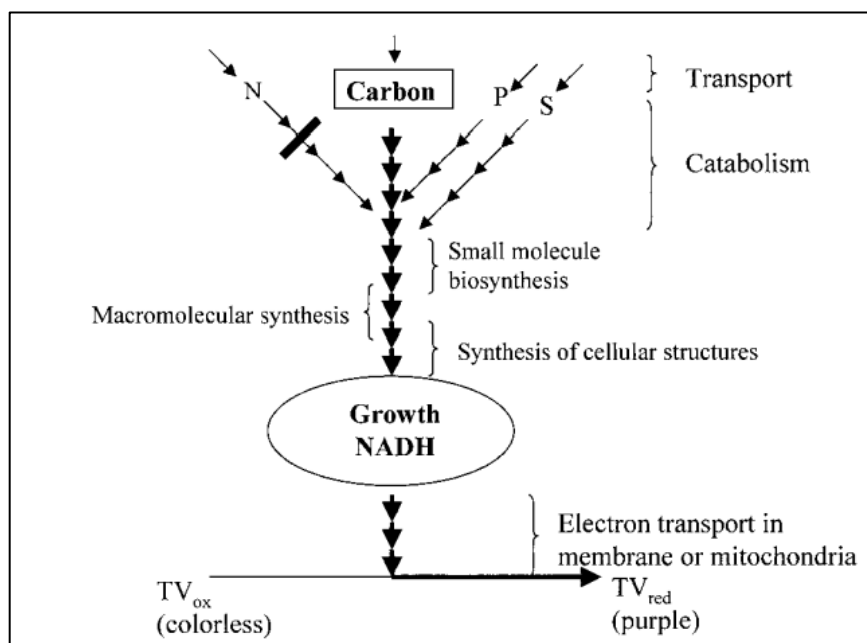 N
Carbon
P
S
Transport
Catabolism
Small molecule
biosynthesis
Macromolecular synthesis
Synthesis of cellular structures
Growth
NADH
Electron transport in
membrane or mitochondria
TVox
(colorless)
TVred
(purple)